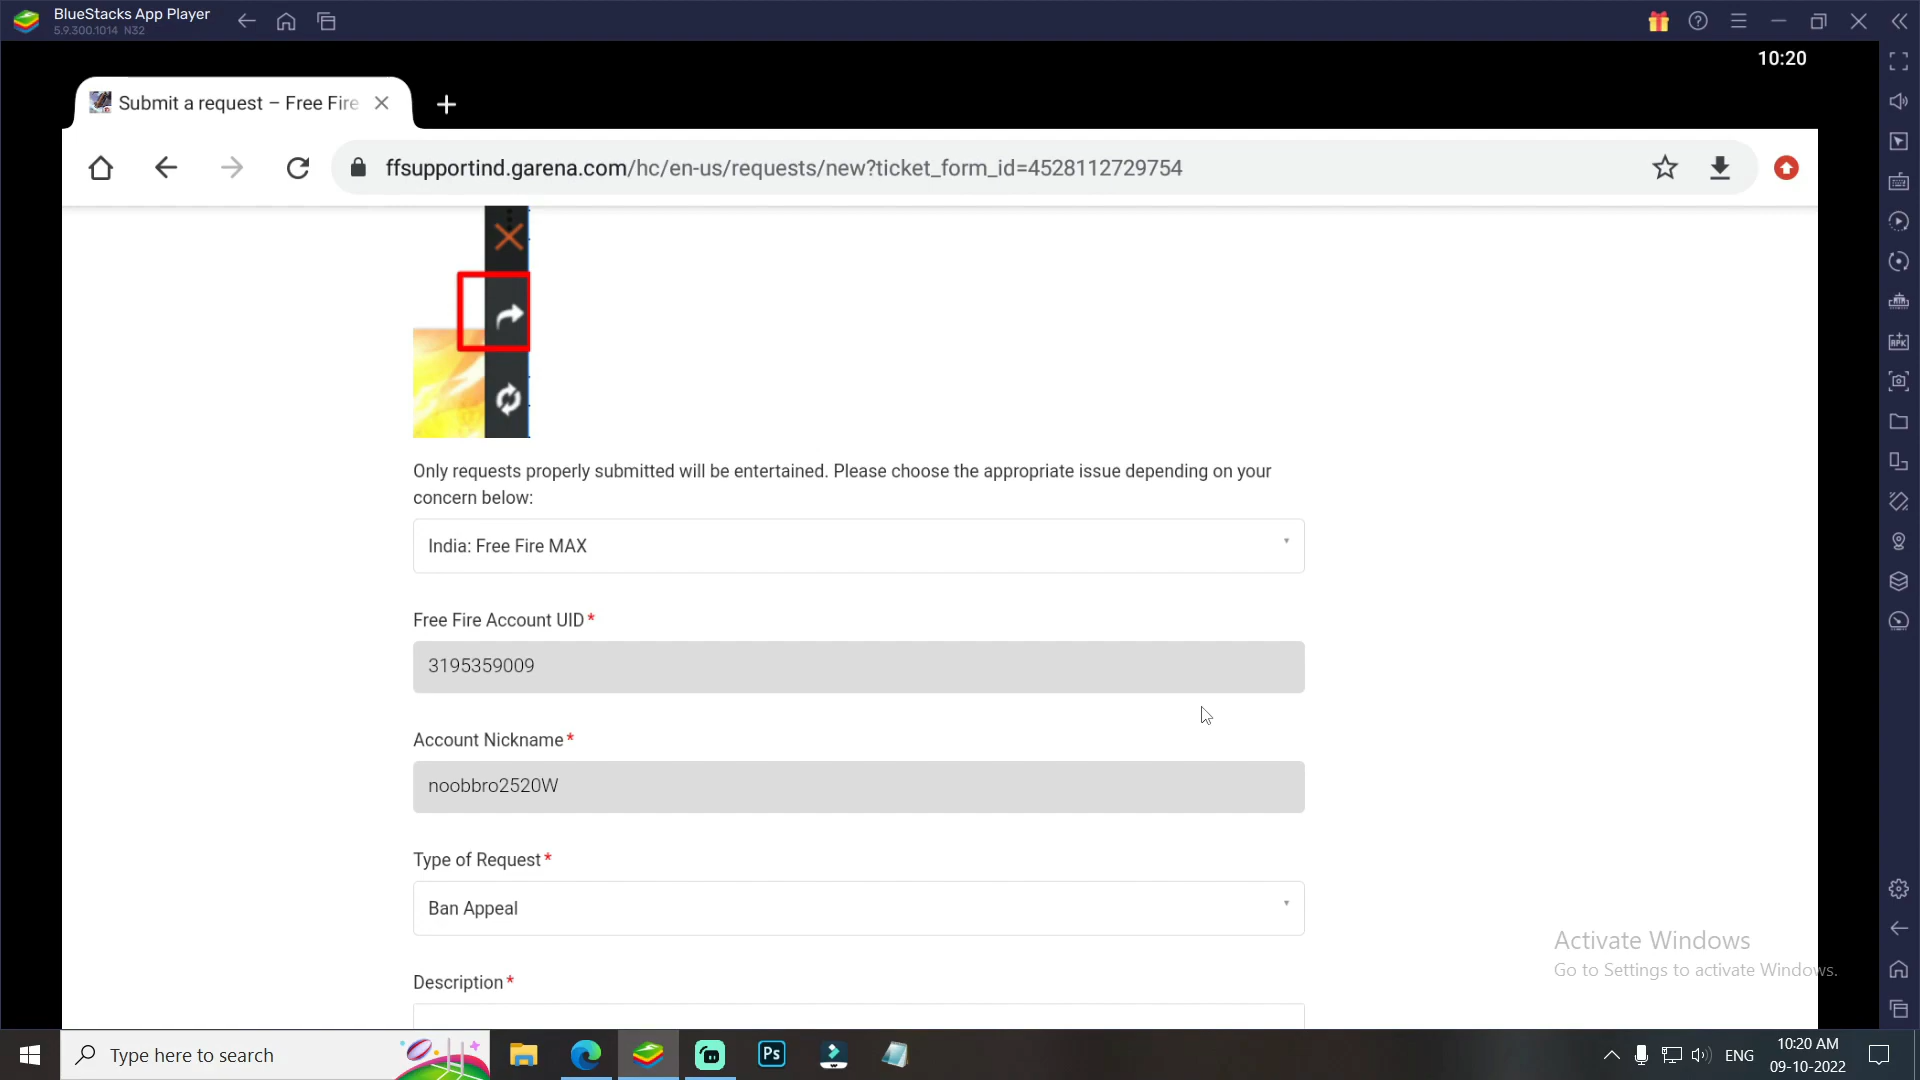 BlueStacks App Player
5.9.300.1014 N32
10:20
Submit a request – Free Fire
ffsupportind.garena.com/hc/en-us/requests/new?ticket_form_id=4528112729754
Only requests properly submitted will be entertained. Please choose the appropriate issue depending on your
concern below:
India: Free Fire MAX
Free Fire Account UID*
3195359009
Account Nickname*
noobbro2520W
Type of Request*
Ban Appeal
Description*
Activate Windows
Go to Settings to activate Windows.
Type here to search
Ps
ENG
10:20 AM
09-10-2022